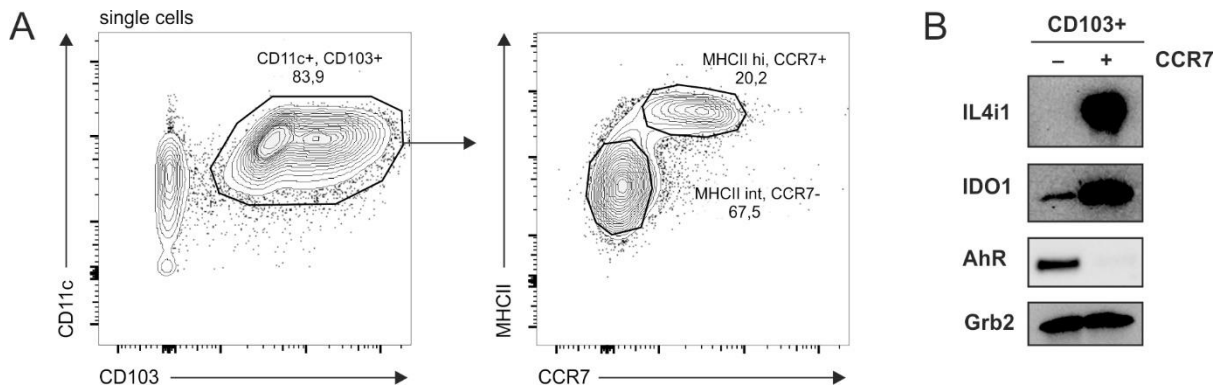 A
single cells
CD11c+, CD103+
83,9
CD11c
CD103
MHCII hi, CCR7+
20,2
MHCII int, CCR7-
67,5
MHCII
CCR7
B
CD103+
– + CCR7
IL4i1
IDO1
AhR
Grb2